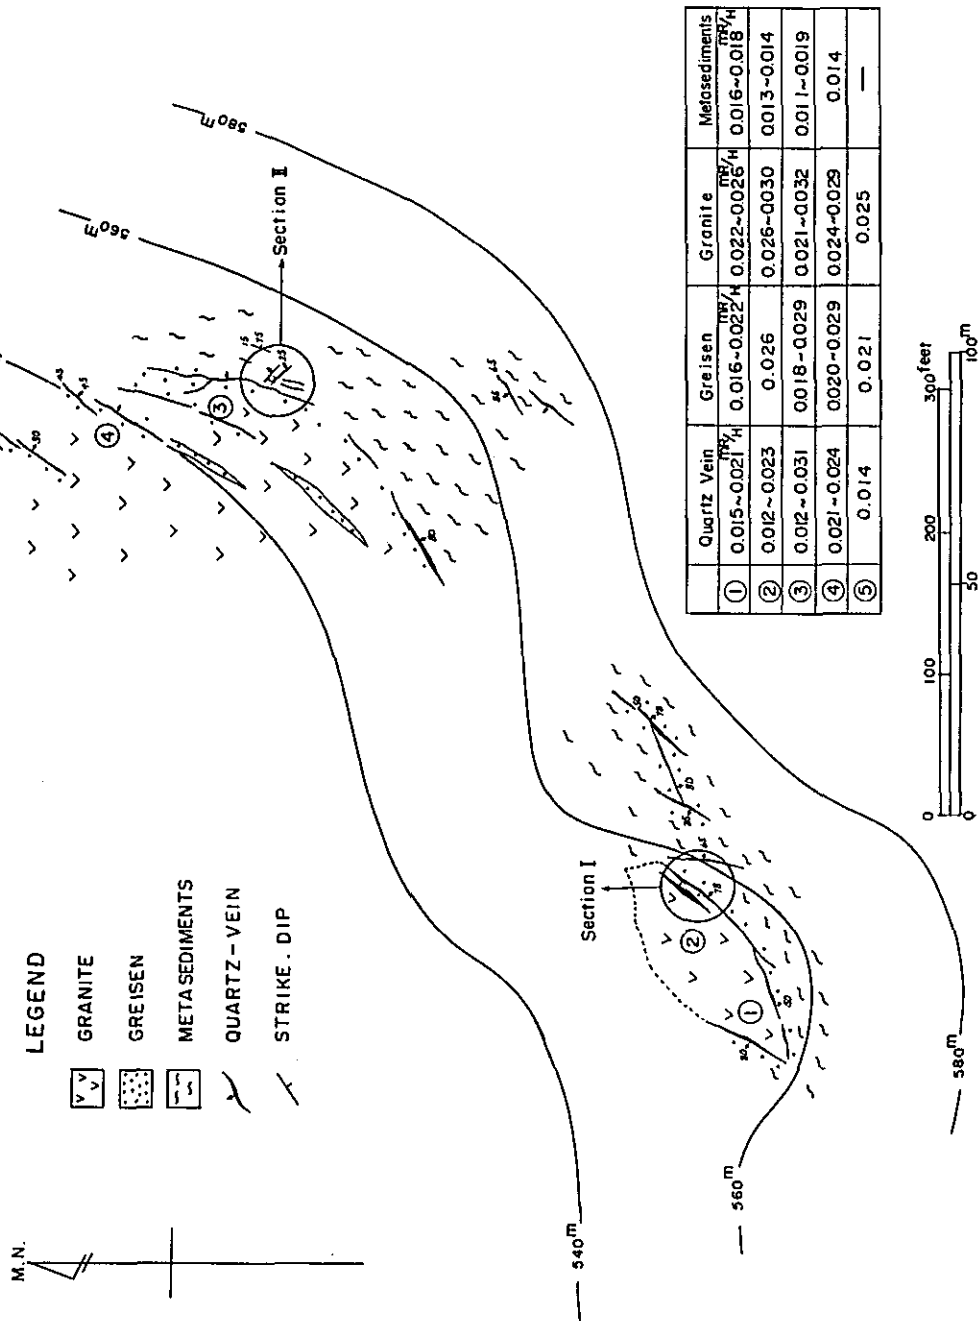 M.N.
LEGEND
GRANITE
GREISEN
METASEDIMENTS
QUARTZ-VEIN
STRIKE. DIP
540m
560m
580m
560m
580m
Section I
Section II
①
②
③
④
Quartz Vein Greisen Granite Metasediments
① 0.015~0.021 mR/H 0.016~0.022 mR/H 0.022~0.026 mR/H 0.016~0.018 mR/H
② 0.012~0.023 0.026 0.026~0.030 0.013~0.014
③ 0.012~0.031 0.018~0.029 0.021~0.032 0.011~0.019
④ 0.021~0.024 0.020~0.029 0.024~0.029 0.014
⑤ 0.014 0.021 0.025 —
0 100 200 300feet
0 50 100m